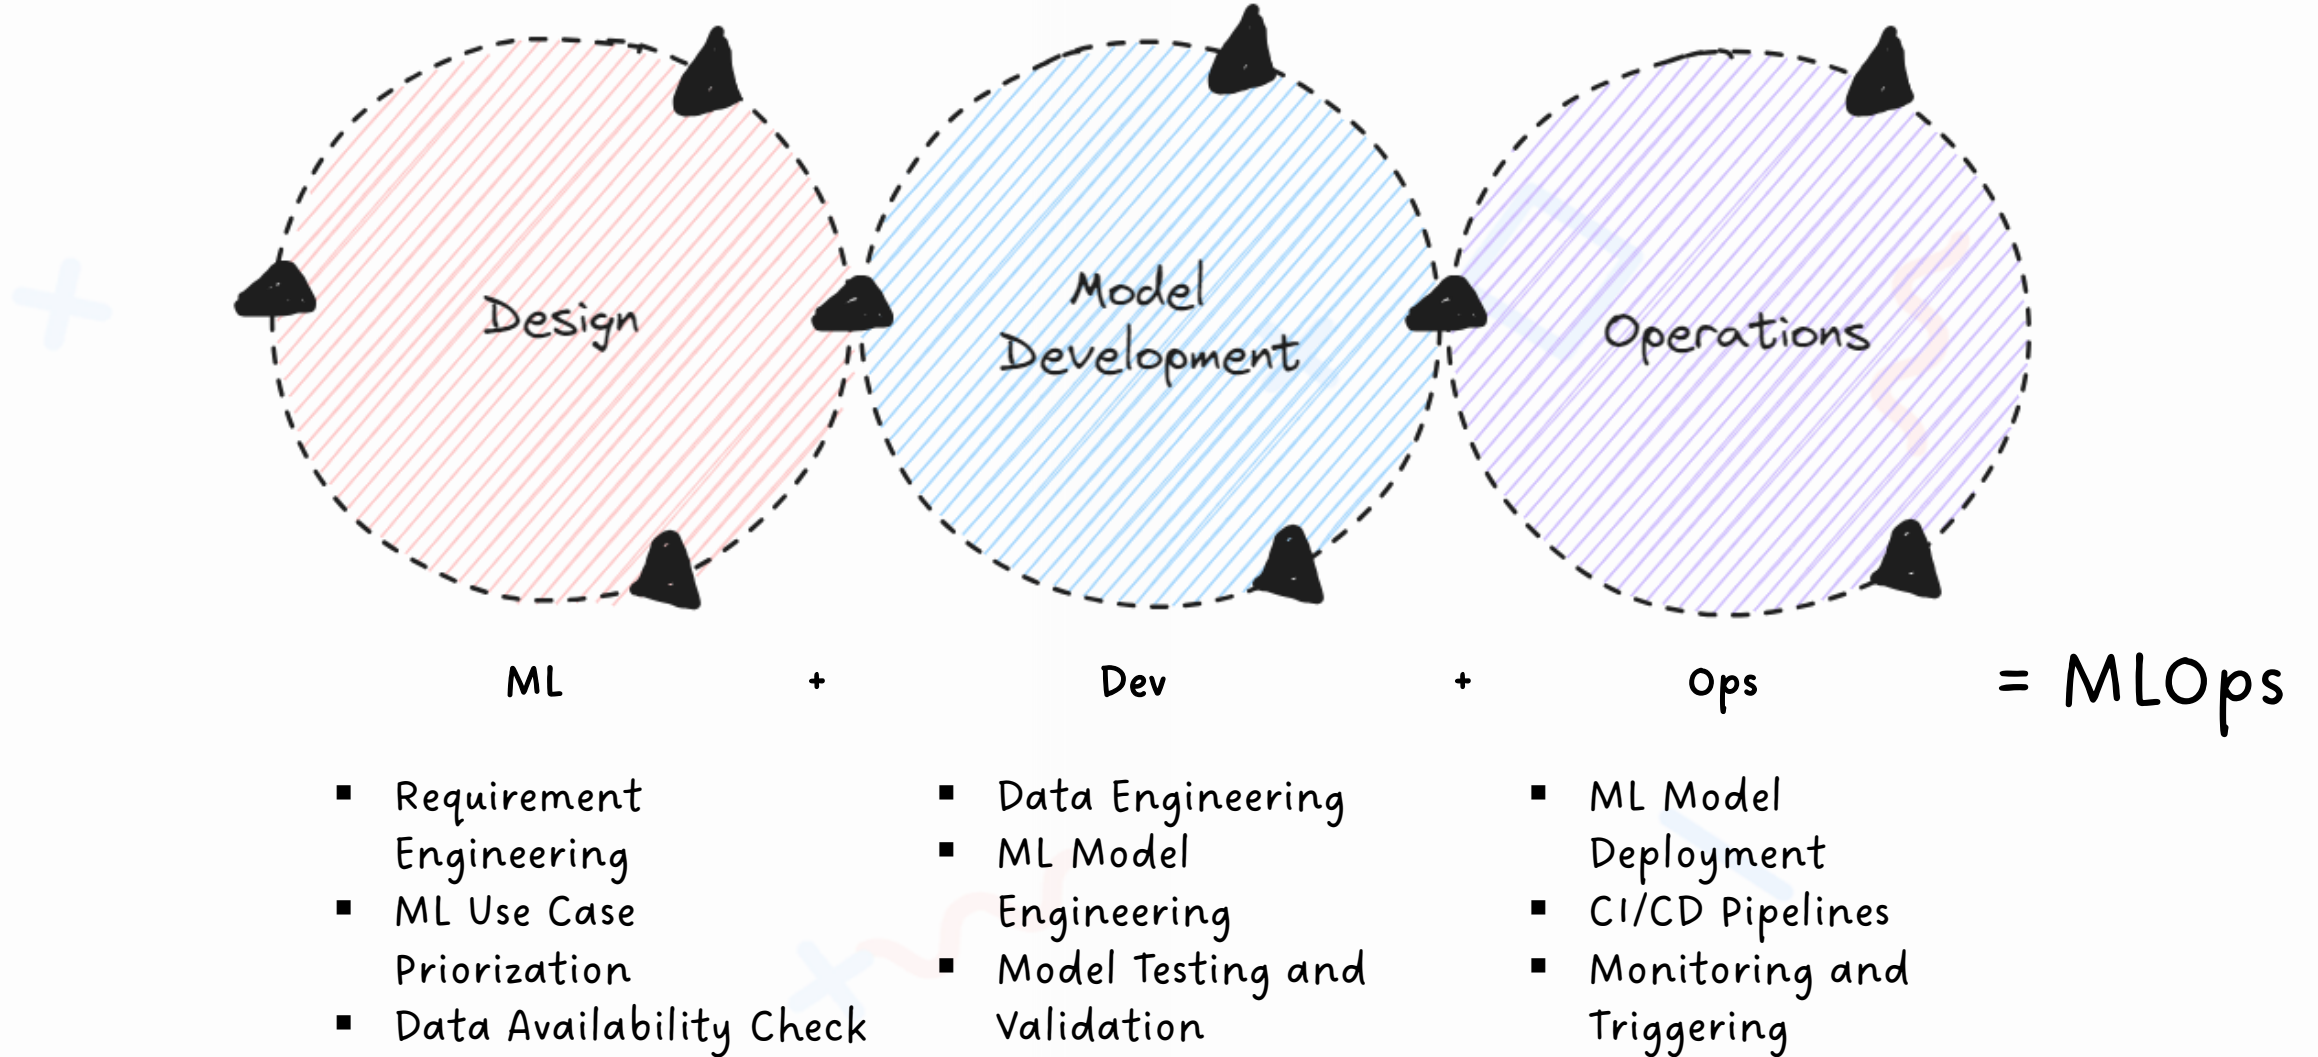 Design
Model
Development
Operations
ML + Dev + Ops = MLOps
▪ Requirement
Engineering
▪ ML Use Case
Priorization
▪ Data Availability Check
▪ Data Engineering
▪ ML Model
Engineering
▪ Model Testing and
Validation
▪ ML Model
Deployment
▪ CI/CD Pipelines
▪ Monitoring and
Triggering